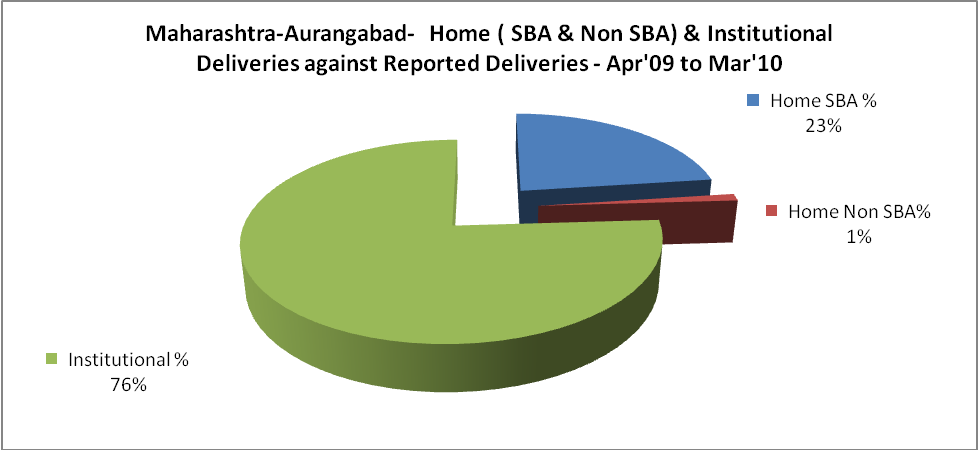 Maharashtra-Aurangabad- Home ( SBA & Non SBA) & Institutional
Deliveries against Reported Deliveries - Apr'09 to Mar'10
Home SBA %
23%
Home Non SBA%
1%
Institutional %
76%